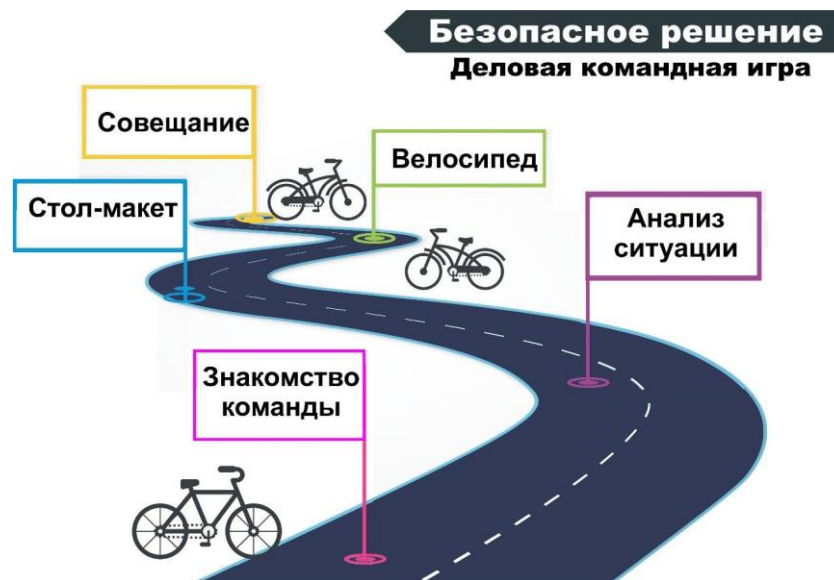 Безопасное решение
Деловая командная игра
Совещание
Велосипед
Стол-макет
Анализ
ситуации
Знакомство
команды